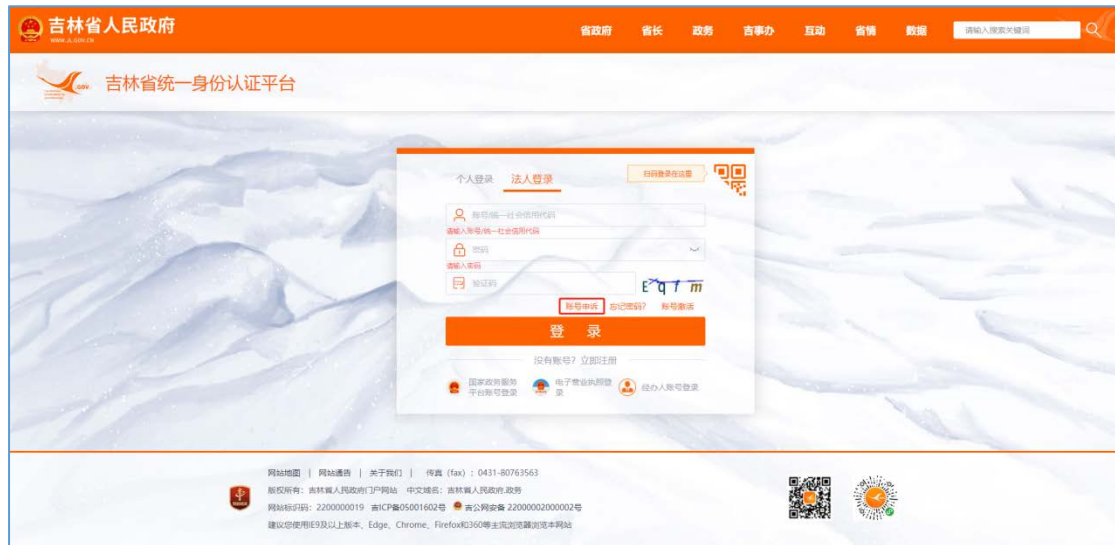 吉林省人民政府
WWW.JL.GOV.CN
省政府 省长 政务 吉事办 互动 省情 数据 请输入搜索关键词
.GOV 吉林省统一身份认证平台
个人登录 法人登录 扫码登录在这里
账号/统一社会信用代码
请输入账号/统一社会信用代码
密码
请输入密码
验证码 E q f m
账号申诉 忘记密码? 账号激活
登 录
没有账号? 立即注册
国家政务服务平台账号登录 电子营业执照登录 经办人账号登录
网站地图 | 网站通告 | 关于我们 | 传真 (fax) : 0431-80763563
版权所有: 吉林省人民政府门户网站 中文域名: 吉林省人民政府.政务
网站标识码: 2200000019 吉ICP备05001602号 吉公网安备 22000002000002号
建议您使用IE9及以上版本、Edge、Chrome、Firefox和360等主流浏览器浏览本网站